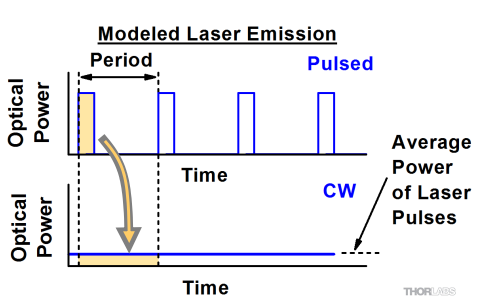 Modeled Laser Emission
Period
Pulsed
Optical
Power
Time
CW
Optical
Power
Time
Average
Power
of Laser
Pulses
THORLABS